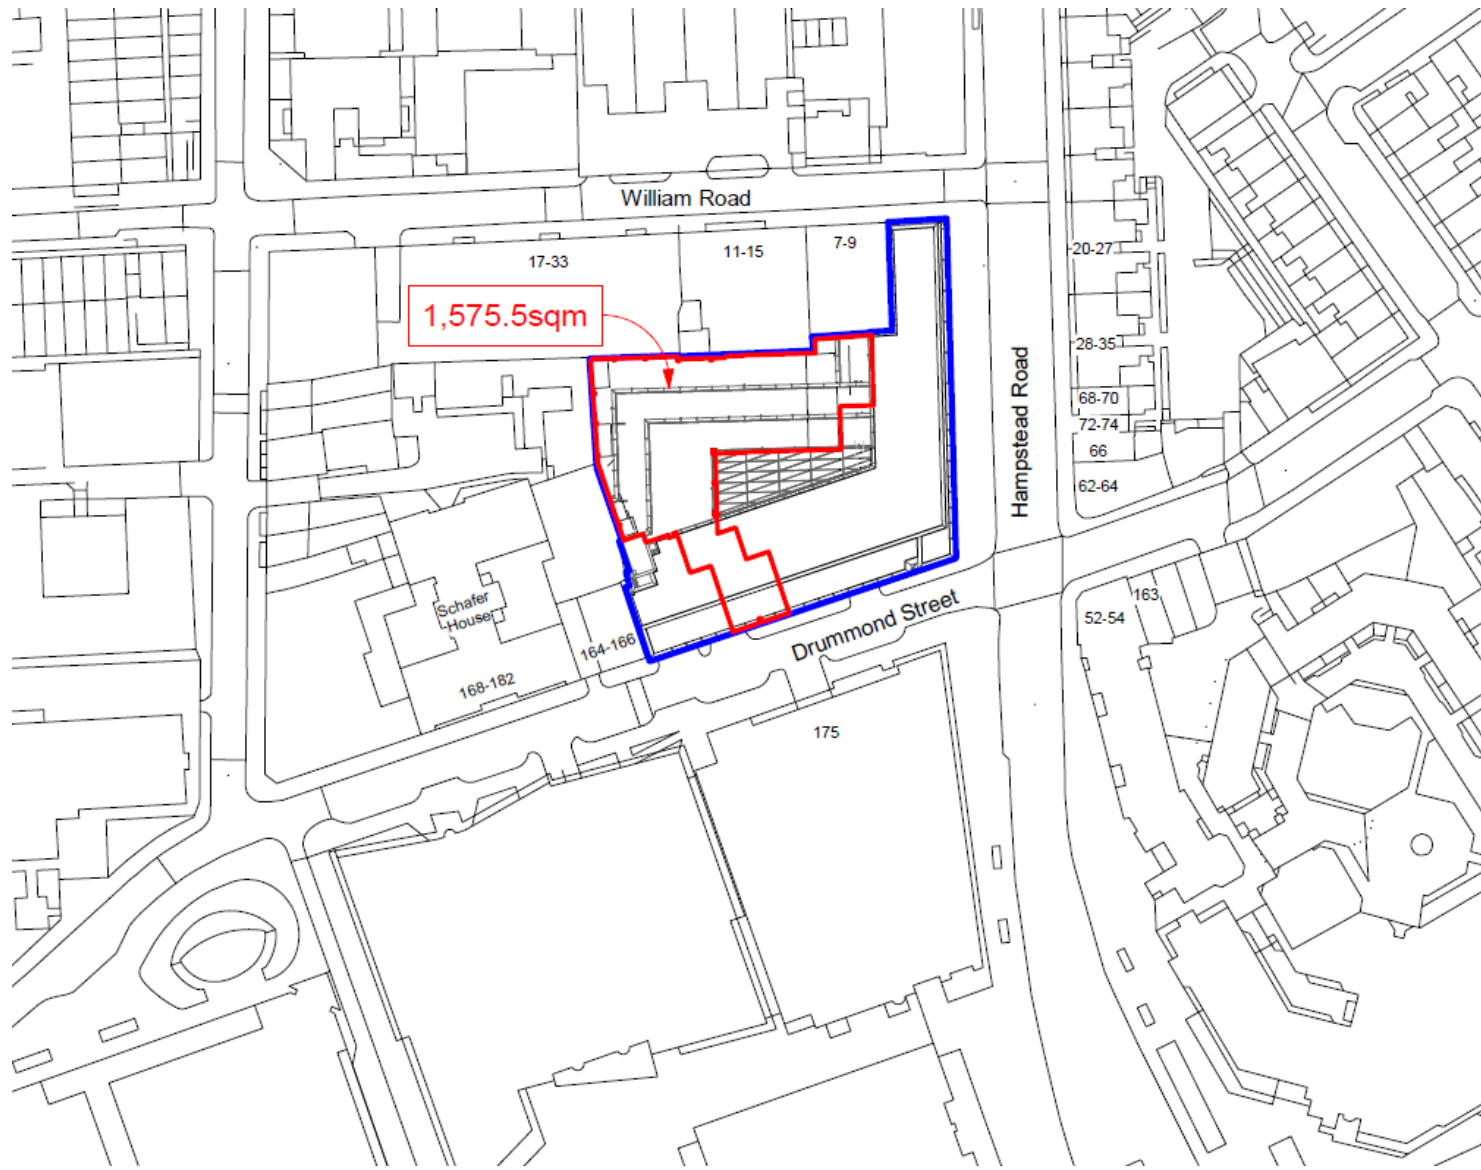 William Road
7-9
11-15
17-33
20-27
1,575.5sqm
28-35
Hampstead Road
68-70
72-74
66
62-64
Schafer
House
163
52-54
Drummond Street
164-166
168-182
175